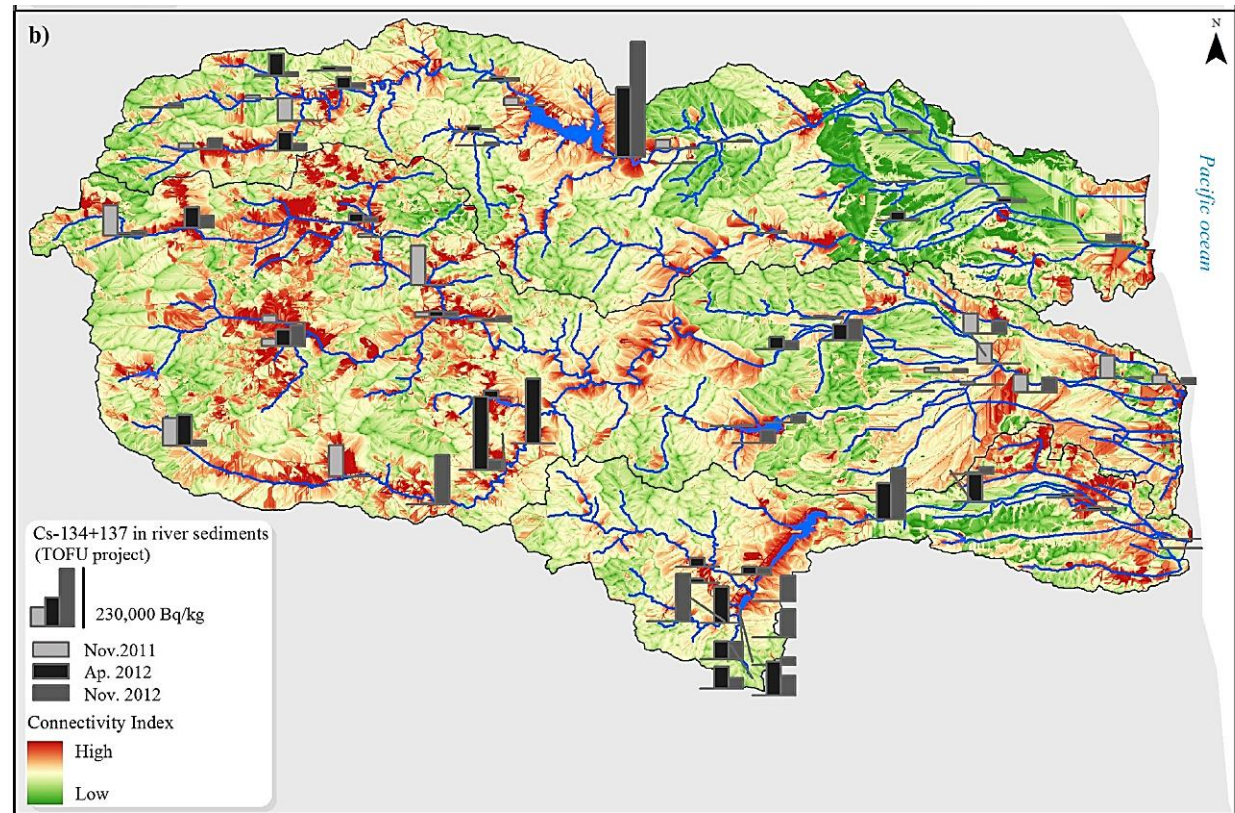 b)
N
Pacific ocean
Cs-134+137 in river sediments
(TOFU project)
230,000 Bq/kg
Nov.2011
Ap. 2012
Nov. 2012
Connectivity Index
High
Low